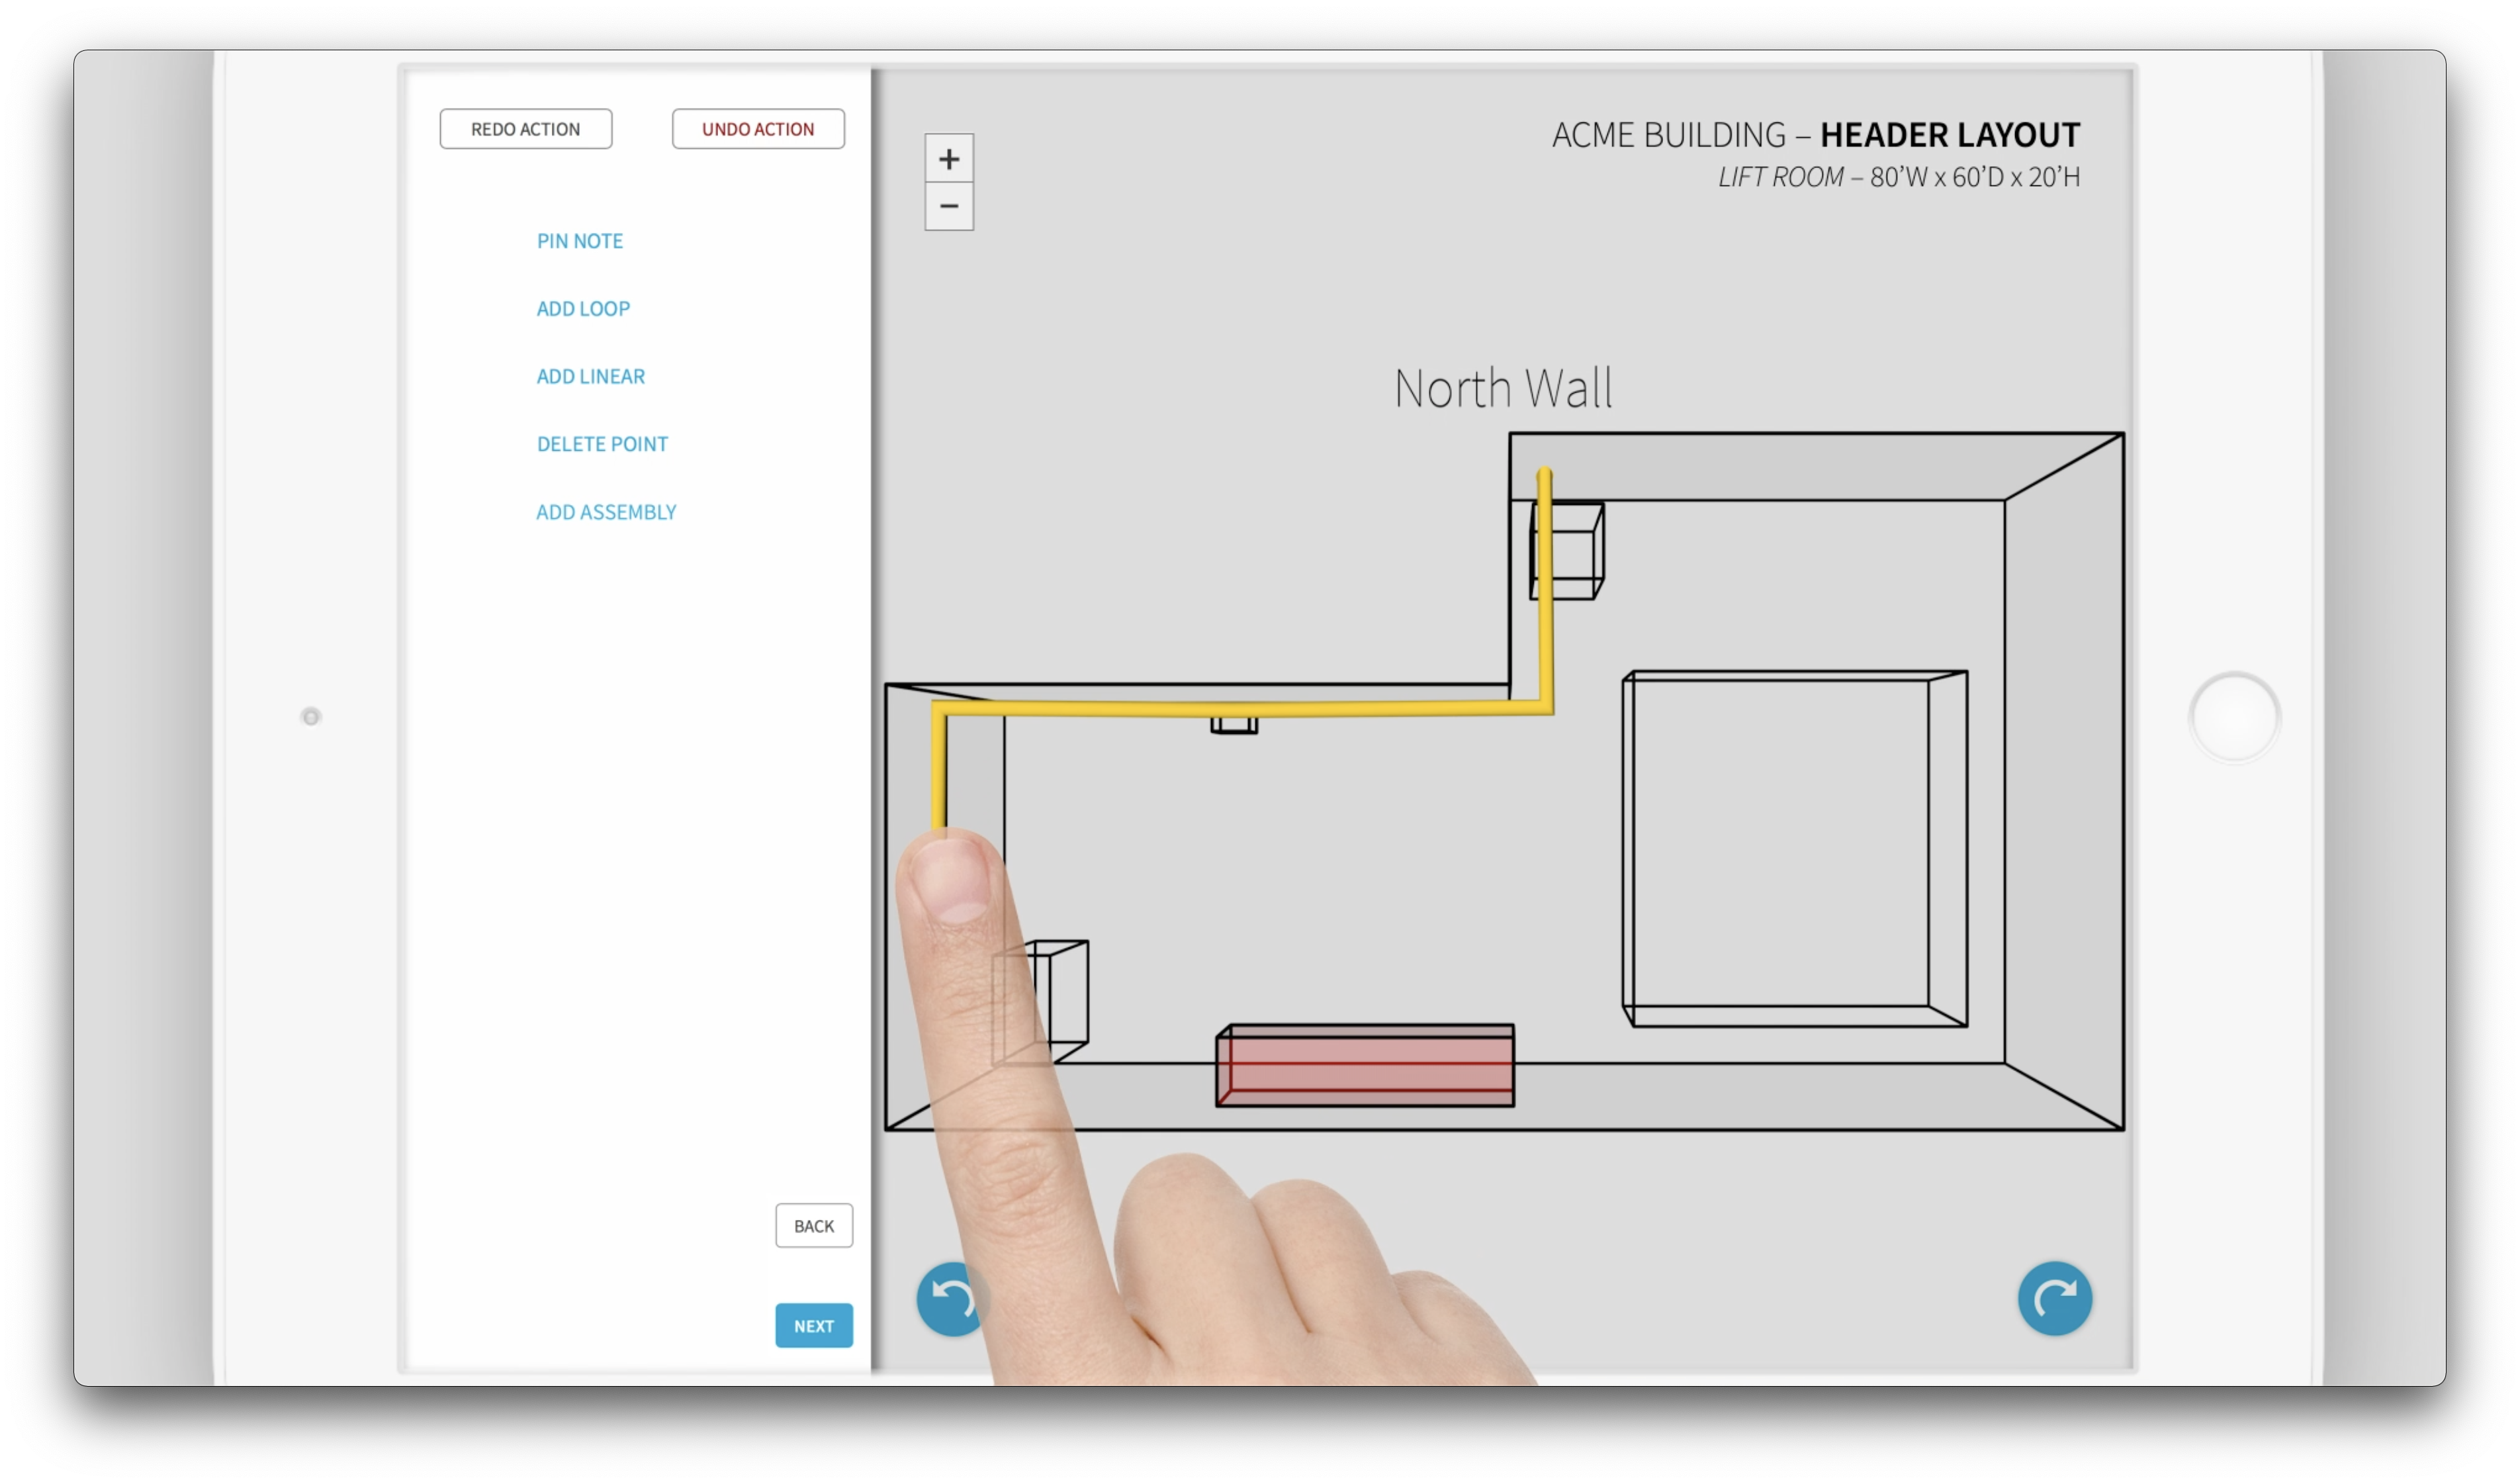 REDO ACTION
UNDO ACTION
PIN NOTE
ADD LOOP
ADD LINEAR
DELETE POINT
ADD ASSEMBLY
BACK
NEXT
+
−
ACME BUILDING – HEADER LAYOUT
LIFT ROOM – 80’W x 60’D x 20’H
North Wall